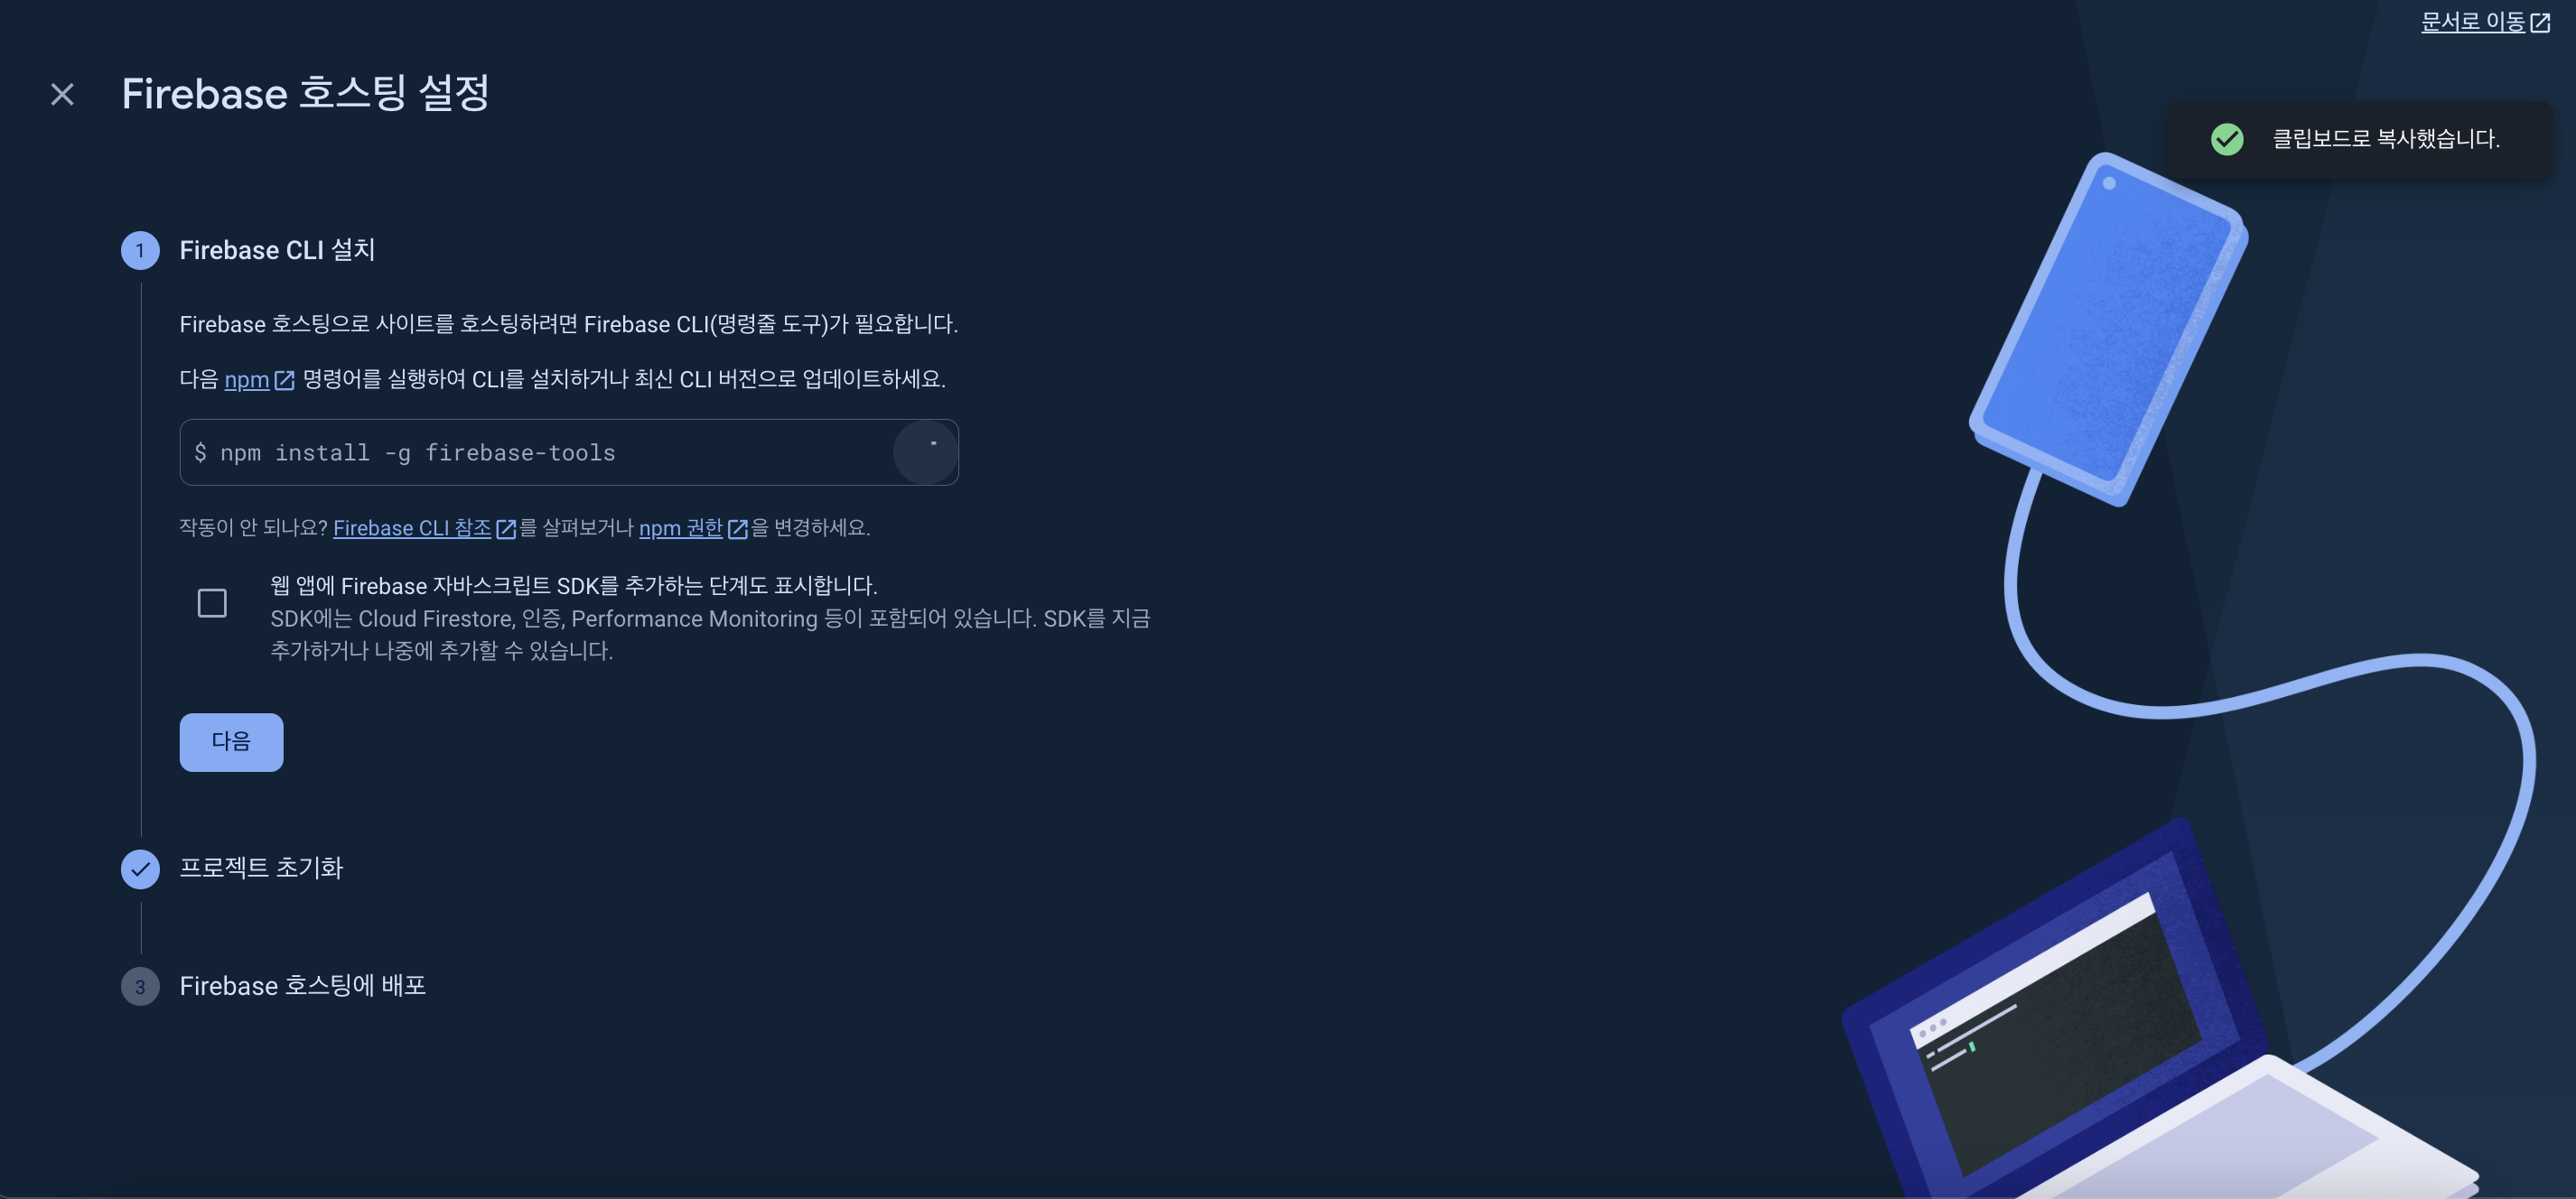 문서로 이동
Firebase 호스팅 설정
클립보드로 복사했습니다.
1 Firebase CLI 설치
Firebase 호스팅으로 사이트를 호스팅하려면 Firebase CLI(명령줄 도구)가 필요합니다.
다음 npm 명령어를 실행하여 CLI를 설치하거나 최신 CLI 버전으로 업데이트하세요.
$ npm install -g firebase-tools
작동이 안 되나요? Firebase CLI 참조를 살펴보거나 npm 권한을 변경하세요.
웹 앱에 Firebase 자바스크립트 SDK를 추가하는 단계도 표시합니다.
SDK에는 Cloud Firestore, 인증, Performance Monitoring 등이 포함되어 있습니다. SDK를 지금
추가하거나 나중에 추가할 수 있습니다.
다음
프로젝트 초기화
3 Firebase 호스팅에 배포